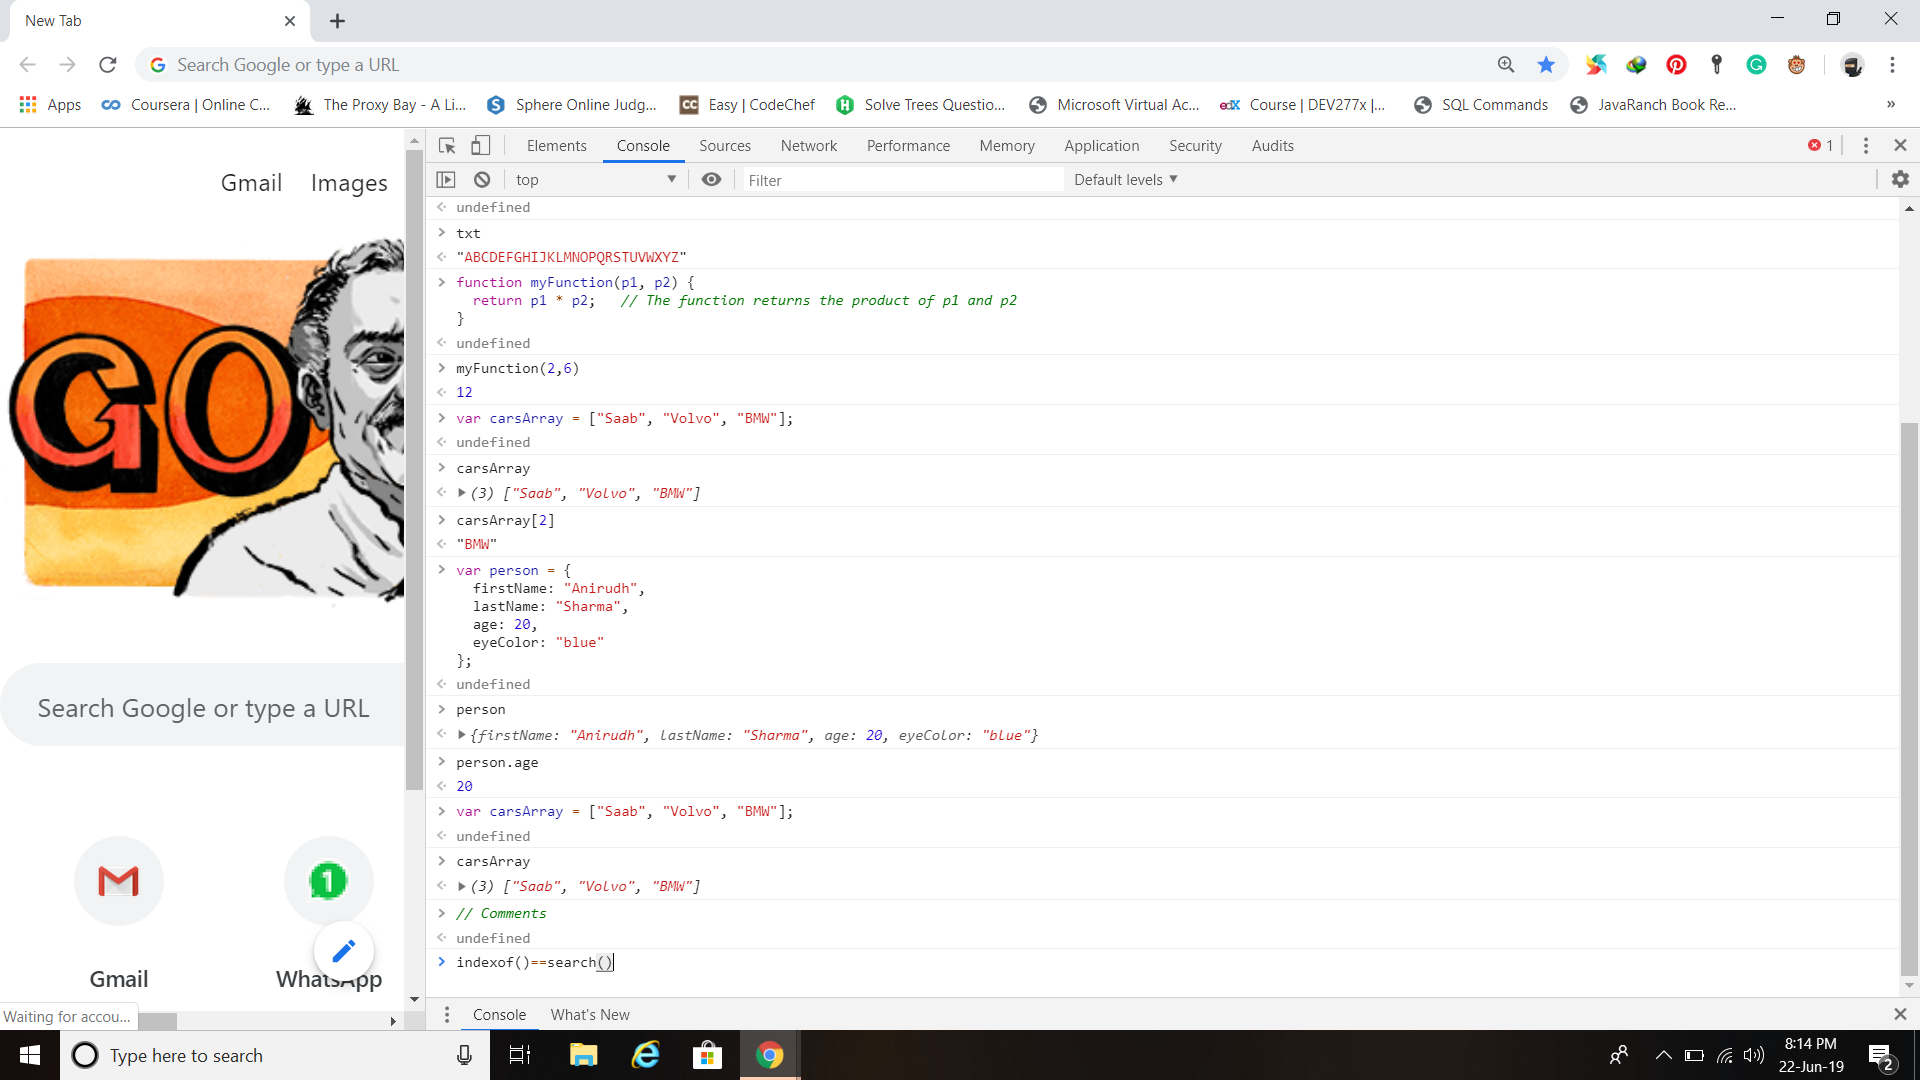 New Tab
Search Google or type a URL
Apps
Coursera | Online C...
The Proxy Bay - A Li...
Sphere Online Judg...
CC Easy | CodeChef
Solve Trees Questio...
Microsoft Virtual Ac...
edX Course | DEV277x |...
SQL Commands
JavaRanch Book Re...
»
Gmail Images
GO
Search Google or type a URL
1
Gmail WhatsApp
Waiting for accou...
Elements Console Sources Network Performance Memory Application Security Audits 1
top Filter Default levels
undefined
txt
"ABCDEFGHIJKLMNOPQRSTUVWXYZ"
function myFunction(p1, p2) {
return p1 * p2; // The function returns the product of p1 and p2
}
undefined
myFunction(2,6)
12
var carsArray = ["Saab", "Volvo", "BMW"];
undefined
carsArray
(3) ["Saab", "Volvo", "BMW"]
carsArray[2]
"BMW"
var person = {
firstName: "Anirudh",
lastName: "Sharma",
age: 20,
eyeColor: "blue"
};
undefined
person
{firstName: "Anirudh", lastName: "Sharma", age: 20, eyeColor: "blue"}
person.age
20
var carsArray = ["Saab", "Volvo", "BMW"];
undefined
carsArray
(3) ["Saab", "Volvo", "BMW"]
// Comments
undefined
indexof()==search()
Console What's New
Type here to search
8:14 PM
22-Jun-19
2